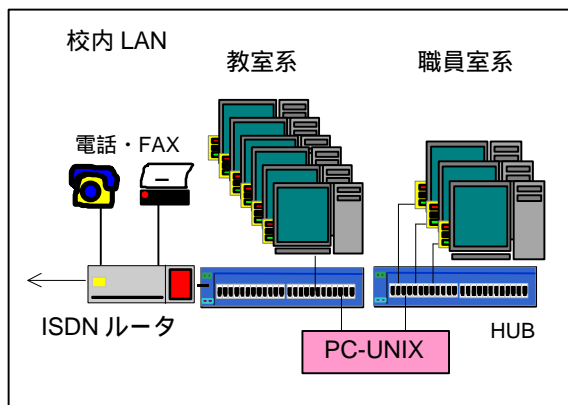 校内 LAN
教室系
職員室系
電話・FAX
ISDN ルータ
HUB
PC-UNIX